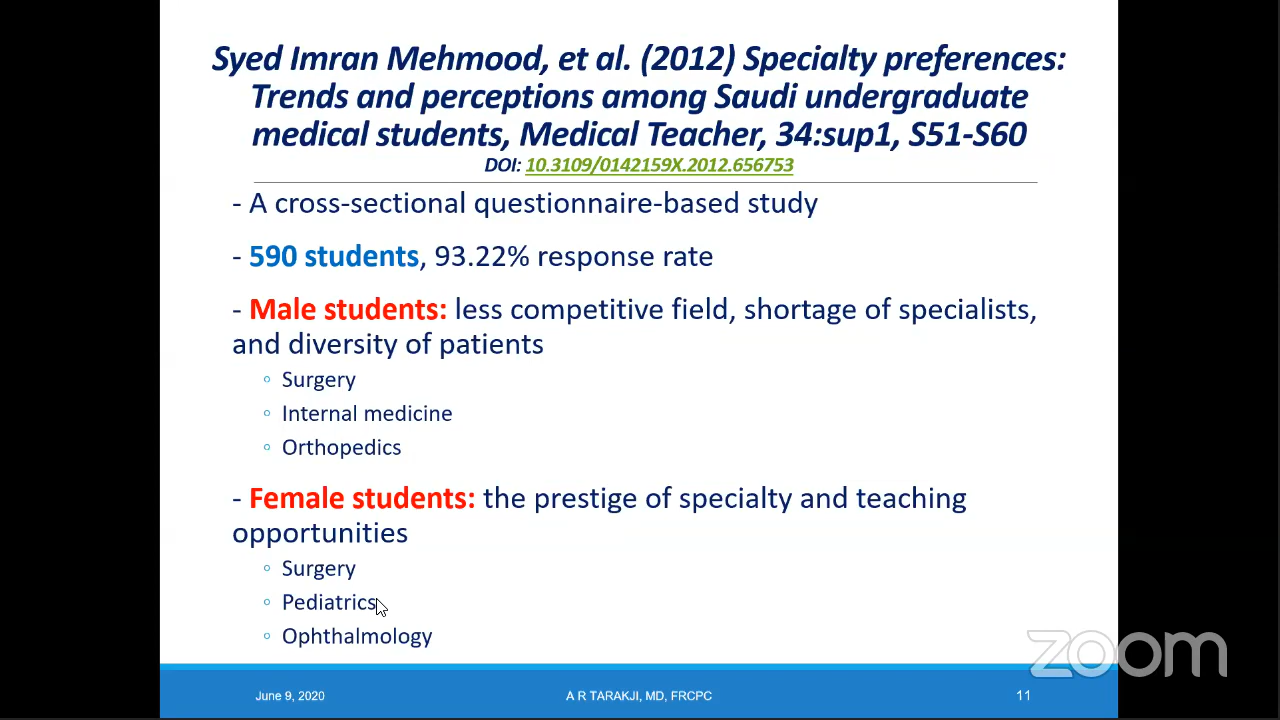 Syed Imran Mehmood, et al. (2012) Specialty preferences:
Trends and perceptions among Saudi undergraduate
medical students, Medical Teacher, 34:sup1, S51-S60
DOI: 10.3109/0142159X.2012.656753
- A cross-sectional questionnaire-based study
- 590 students, 93.22% response rate
- Male students: less competitive field, shortage of specialists,
and diversity of patients
◦ Surgery
◦ Internal medicine
◦ Orthopedics
- Female students: the prestige of specialty and teaching
opportunities
◦ Surgery
◦ Pediatrics
◦ Ophthalmology
zoom
June 9, 2020
A R TARAKJI, MD, FRCPC
11